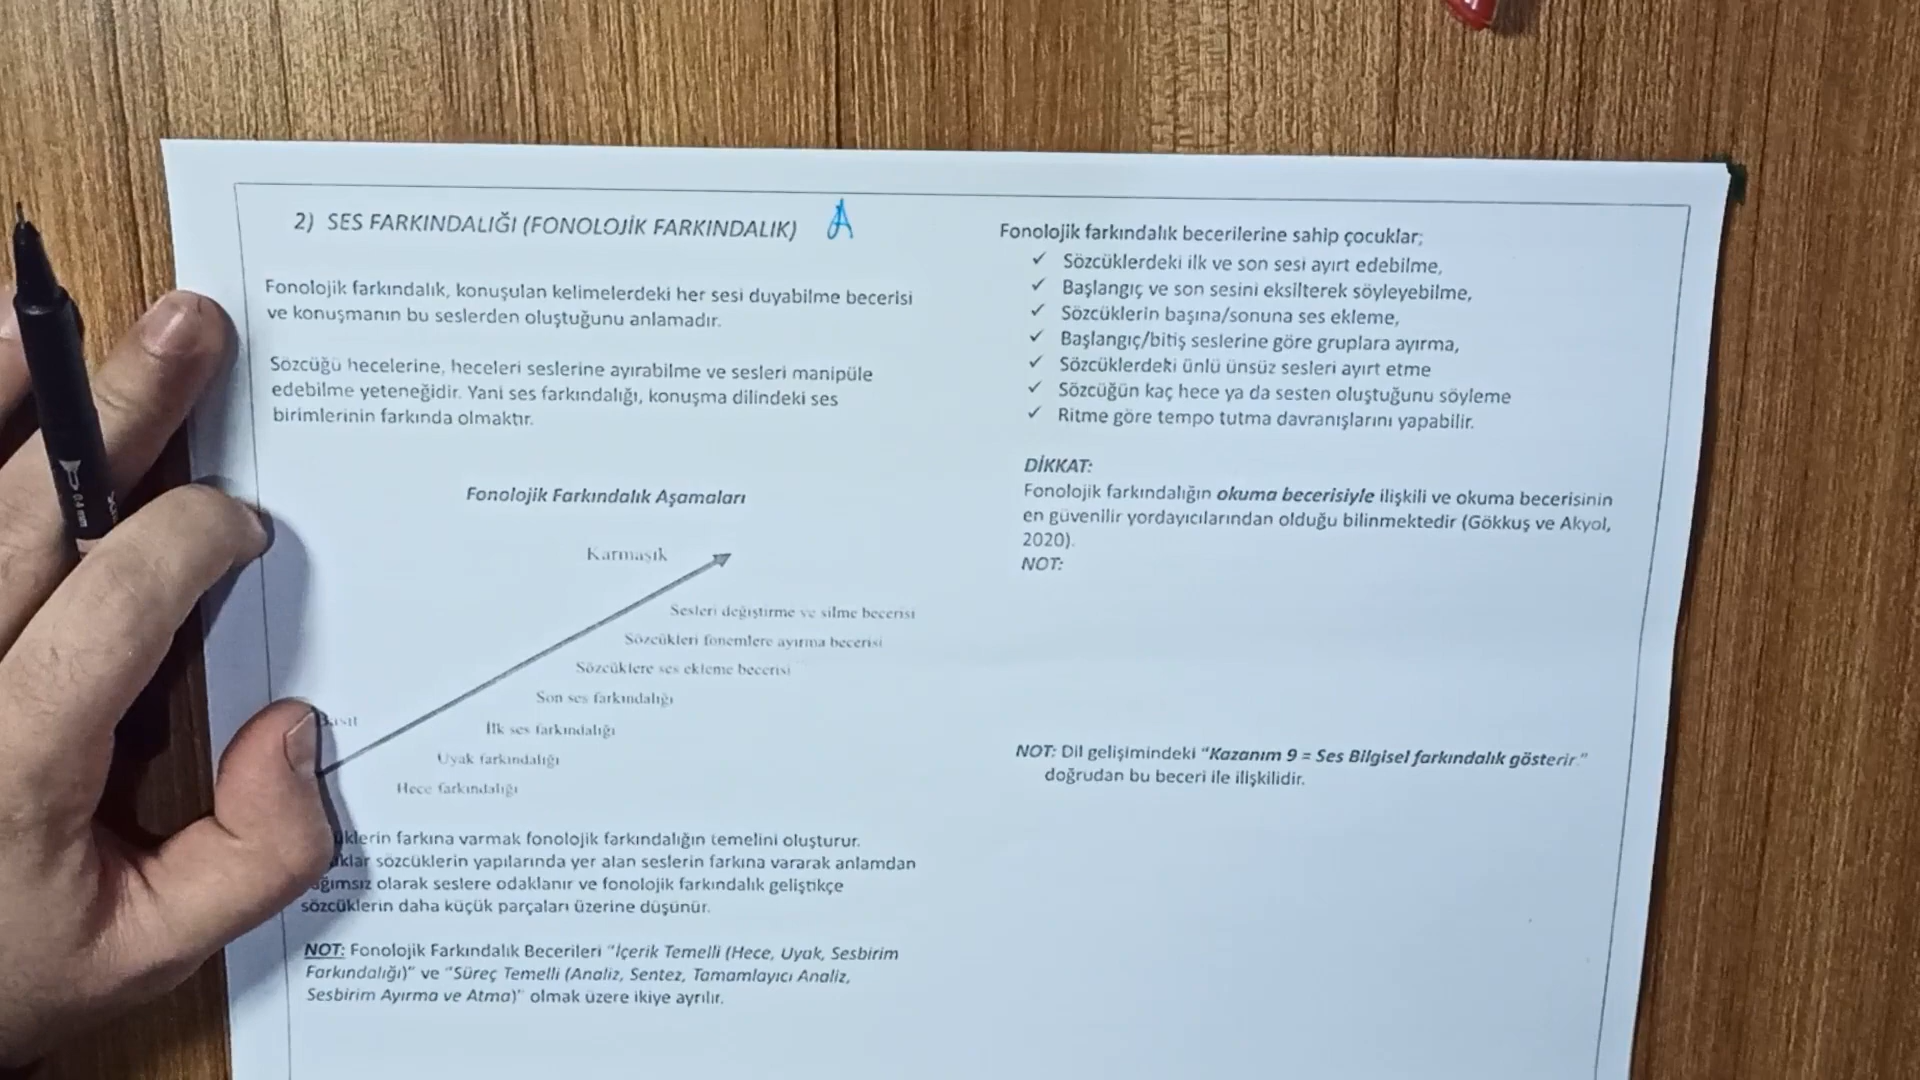 2) SES FARKINDALIĞI (FONOLOJİK FARKINDALIK) A
Fonolojik farkındalık, konuşulan kelimelerdeki her sesi duyabilme becerisi
ve konuşmanın bu seslerden oluştuğunu anlamadır.
Sözcüğü hecelerine, heceleri seslerine ayırabilme ve sesleri manipüle
edebilme yeteneğidir. Yani ses farkındalığı, konuşma dilindeki ses
birimlerinin farkında olmaktır.
Fonolojik Farkındalık Aşamaları
Karmaşık
Sesleri değiştirme ve silme becerisi
Sözcükleri fonemlere ayırma becerisi
Sözcüklere ses ekleme becerisi
Son ses farkındalığı
Basit
İlk ses farkındalığı
Uyak farkındalığı
Hece farkındalığı
farkına varmak fonolojik farkındalığın temelini oluşturur.
sözcüklerin yapılarında yer alan seslerin farkına vararak anlamdan
olarak seslere odaklanır ve fonolojik farkındalık geliştikçe
sözcüklerin daha küçük parçaları üzerine düşünür.
NOT: Fonolojik Farkındalık Becerileri "İçerik Temelli (Hece, Uyak, Sesbirim
Farkındalığı)" ve "Süreç Temelli (Analiz, Sentez, Tamamlayıcı Analiz,
Sesbirim Ayırma ve Atma)" olmak üzere ikiye ayrılır.
Fonolojik farkındalık becerilerine sahip çocuklar;
✓ Sözcüklerdeki ilk ve son sesi ayırt edebilme,
✓ Başlangıç ve son sesini eksilterek söyleyebilme,
✓ Sözcüklerin başına/sonuna ses ekleme,
✓ Başlangıç/bitiş seslerine göre gruplara ayırma,
✓ Sözcüklerdeki ünlü ünsüz sesleri ayırt etme
✓ Sözcüğün kaç hece ya da sesten oluştuğunu söyleme
✓ Ritme göre tempo tutma davranışlarını yapabilir.
DİKKAT:
Fonolojik farkındalığın okuma becerisiyle ilişkili ve okuma becerisinin
en güvenilir yordayıcılarından olduğu bilinmektedir (Gökkuş ve Akyol,
2020).
NOT:
NOT: Dil gelişimindeki "Kazanım 9 = Ses Bilgisel farkındalık gösterir."
doğrudan bu beceri ile ilişkilidir.
0.4 mm